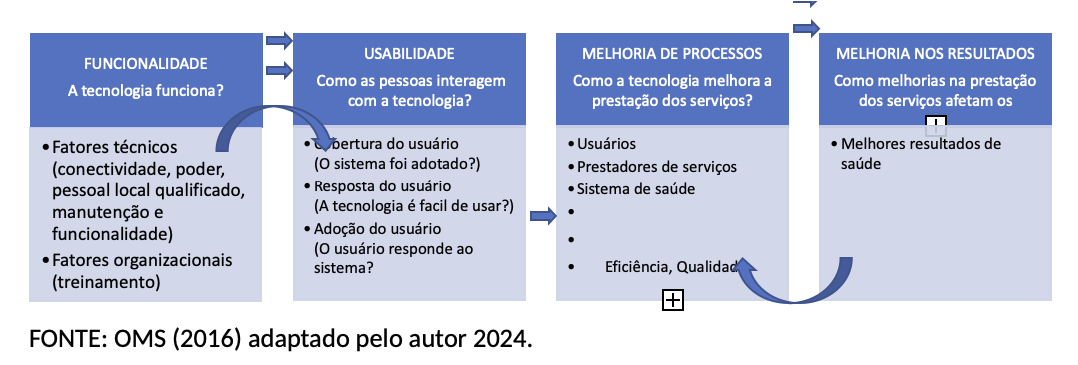 FUNCIONALIDADE
A tecnologia funciona?
• Fatores técnicos
(conectividade, poder,
pessoal local qualificado,
manutenção e
funcionalidade)
• Fatores organizacionais
(treinamento)
USABILIDADE
Como as pessoas interagem
com a tecnologia?
• Cobertura do usuário
(O sistema foi adotado?)
• Resposta do usuário
(A tecnologia é facil de usar?)
• Adoção do usuário
(O usuário responde ao
sistema?
MELHORIA DE PROCESSOS
Como a tecnologia melhora a
prestação dos serviços?
• Usuários
• Prestadores de serviços
• Sistema de saúde
•
•
• Eficiência, Qualidad
MELHORIA NOS RESULTADOS
Como melhorias na prestação
dos serviços afetam os
• Melhores resultados de
saúde
FONTE: OMS (2016) adaptado pelo autor 2024.